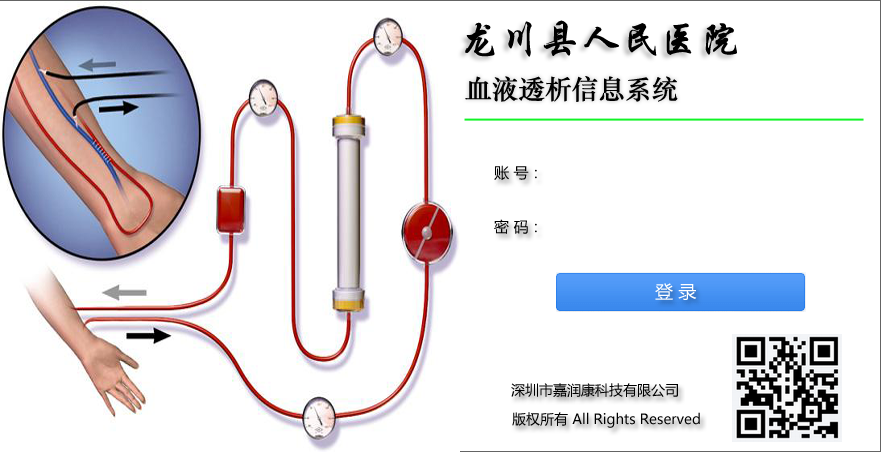 龙川县人民医院
血液透析信息系统
账 号：
密 码：
登 录
深圳市嘉润康科技有限公司
版权所有 All Rights Reserved